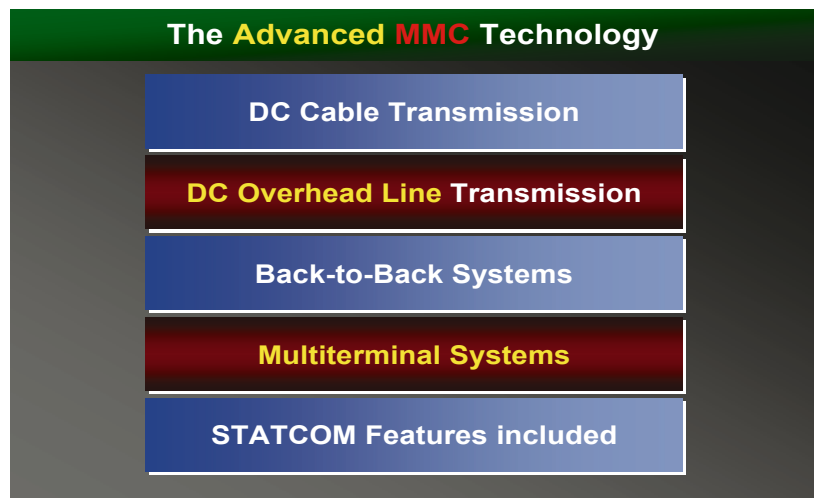 The Advanced MMC Technology
DC Cable Transmission
DC Overhead Line Transmission
Back-to-Back Systems
Multiterminal Systems
STATCOM Features included